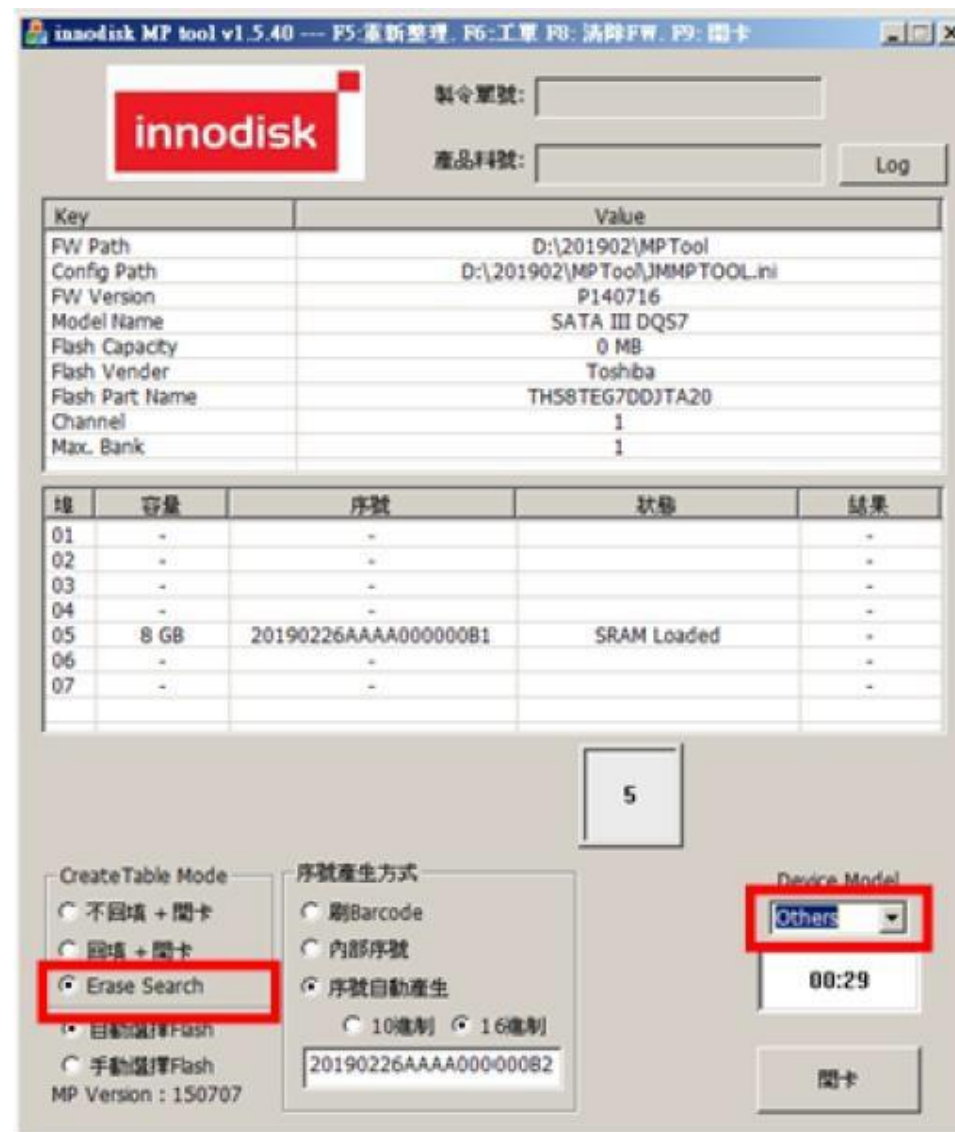 innodisk MP tool v1.5.40 --- F5:重新整理. F6:工單 F8: 清除FW. F9: 開卡
製令單號:
innodisk
產品料號:
Log
Key Value
FW Path D:\201902\MPTool
Config Path D:\201902\MPTool\JMMPTOOL.ini
FW Version P140716
Model Name SATA III DQS7
Flash Capacity 0 MB
Flash Vender Toshiba
Flash Part Name TH58TEG7DDJTA20
Channel 1
Max. Bank 1
埠 容量 序號 狀態 結果
01 - - -
02 - - -
03 - - -
04 - - -
05 8 GB 20190226AAAA000000B1 SRAM Loaded -
06 - - -
07 - - -
5
CreateTable Mode
不回填 + 開卡
回填 + 開卡
Erase Search
自動選擇Flash
手動選擇Flash
MP Version : 150707
序號產生方式
刷Barcode
內部序號
序號自動產生
10進制 16進制
20190226AAAA000000B2
Device Model
Others
00:29
開卡